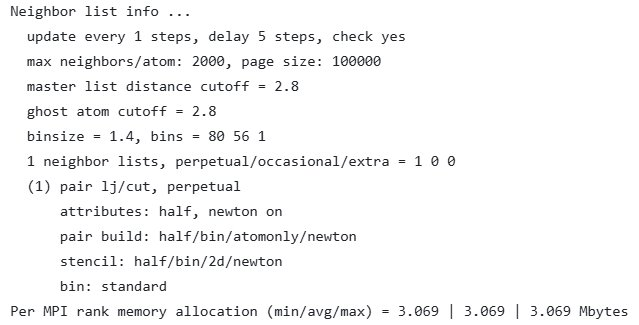 Neighbor list info ...
update every 1 steps, delay 5 steps, check yes
max neighbors/atom: 2000, page size: 100000
master list distance cutoff = 2.8
ghost atom cutoff = 2.8
binsize = 1.4, bins = 80 56 1
1 neighbor lists, perpetual/occasional/extra = 1 0 0
(1) pair lj/cut, perpetual
attributes: half, newton on
pair build: half/bin/atomonly/newton
stencil: half/bin/2d/newton
bin: standard
Per MPI rank memory allocation (min/avg/max) = 3.069 | 3.069 | 3.069 Mbytes